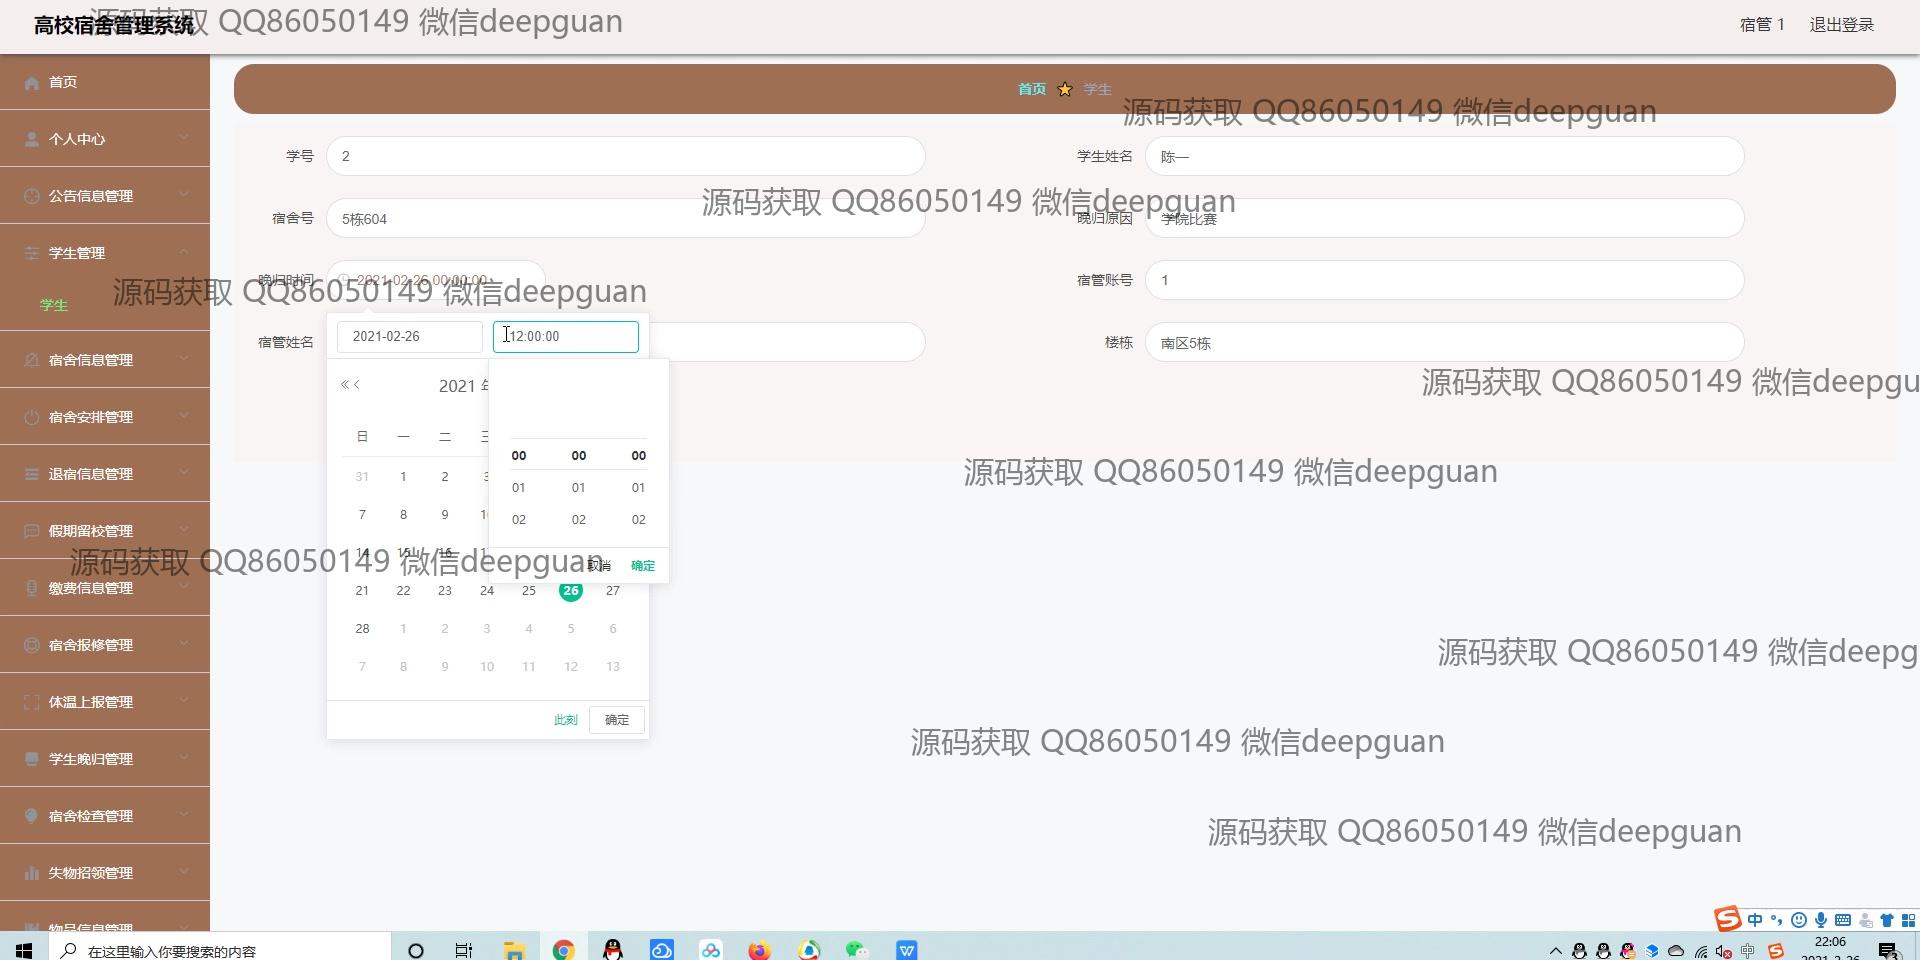 高校宿舍管理系统
源码获取 QQ86050149 微信deepguan
宿管 1
退出登录
首页
个人中心
公告信息管理
学生管理
学生
宿舍信息管理
宿舍安排管理
退宿信息管理
假期留校管理
缴费信息管理
宿舍报修管理
体温上报管理
学生晚归管理
宿舍检查管理
失物招领管理
物品信息管理
首页 学生
源码获取 QQ86050149 微信deepguan
学号 2
学生姓名 陈一
源码获取 QQ86050149 微信deepguan
宿舍号 5栋604
晚归原因 学院比赛
晚归时间 2021-02-26 00:00:00
宿管账号 1
源码获取 QQ86050149 微信deepguan
宿管姓名
楼栋 南区5栋
2021-02-26 12:00:00
源码获取 QQ86050149 微信deepgu
2021 年
日 一 二 三
31 1 2 3
7 8 9 10
14 15 16 1
21 22 23 24 25 26 27
28 1 2 3 4 5 6
7 8 9 10 11 12 13
00 00 00
01 01 01
02 02 02
取消 确定
此刻 确定
源码获取 QQ86050149 微信deepguan
源码获取 QQ86050149 微信deepguan
源码获取 QQ86050149 微信deepg
源码获取 QQ86050149 微信deepguan
源码获取 QQ86050149 微信deepguan
中
在这里输入你要搜索的内容
中
22:06
2021-2-26